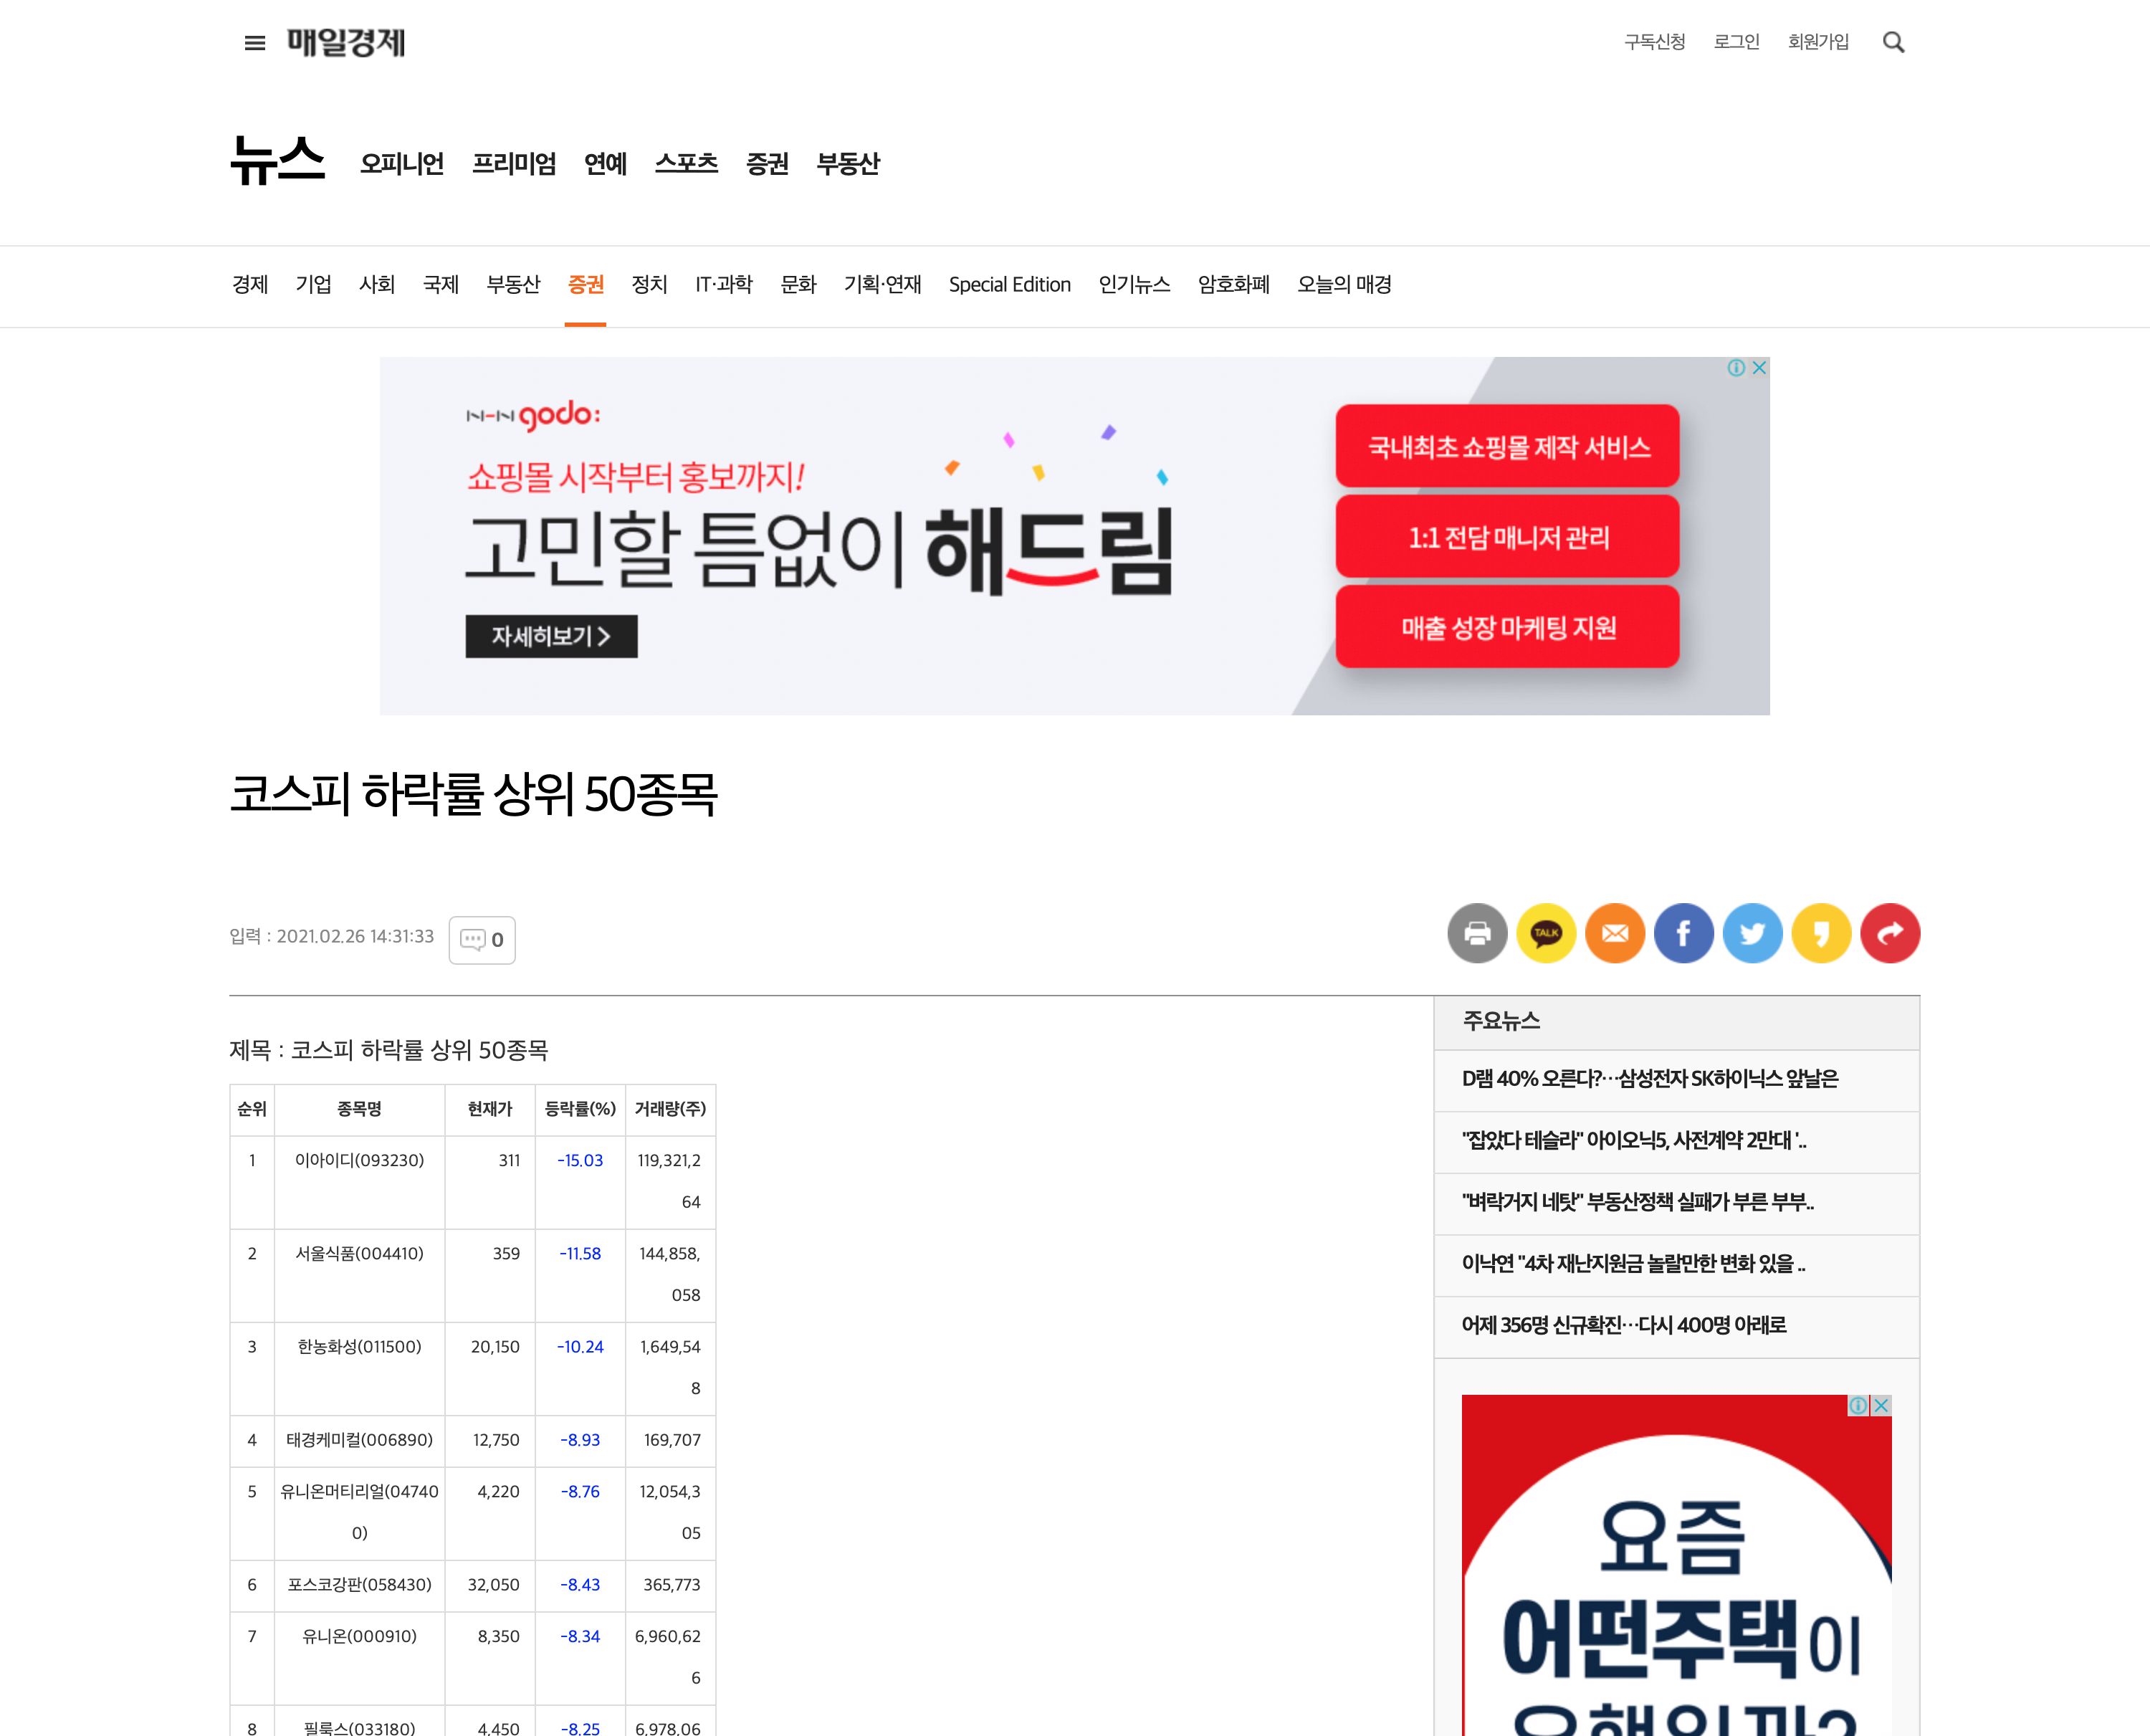 매일경제
구독신청 로그인 회원가입
뉴스 오피니언 프리미엄 연예 스포츠 증권 부동산
경제 기업 사회 국제 부동산 증권 정치 IT·과학 문화 기획·연재 Special Edition 인기뉴스 암호화폐 오늘의 매경
godo:
쇼핑몰 시작부터 홍보까지!
고민할 틈없이 해드림
자세히보기 >
국내최초 쇼핑몰 제작 서비스
1:1 전담 매니저 관리
매출 성장 마케팅 지원
코스피 하락률 상위 50종목
입력 : 2021.02.26 14:31:33 0
TALK
제목 : 코스피 하락률 상위 50종목
순위 종목명 현재가 등락률(%) 거래량(주)
1 이아이디(093230) 311 -15.03 119,321,2
64
2 서울식품(004410) 359 -11.58 144,858,
058
3 한농화성(011500) 20,150 -10.24 1,649,54
8
4 태경케미컬(006890) 12,750 -8.93 169,707
5 유니온머티리얼(04740 4,220 -8.76 12,054,3
0) 05
6 포스코강판(058430) 32,050 -8.43 365,773
7 유니온(000910) 8,350 -8.34 6,960,62
6
8 필룩스(033180) 4,450 -8.25 6,978,06
주요뉴스
D램 40% 오른다?…삼성전자 SK하이닉스 앞날은
"잡았다 테슬라" 아이오닉5, 사전계약 2만대 '..
"벼락거지 네탓" 부동산정책 실패가 부른 부부..
이낙연 "4차 재난지원금 놀랄만한 변화 있을 ..
어제 356명 신규확진…다시 400명 아래로
요즘
어떤주택이
유행일까?